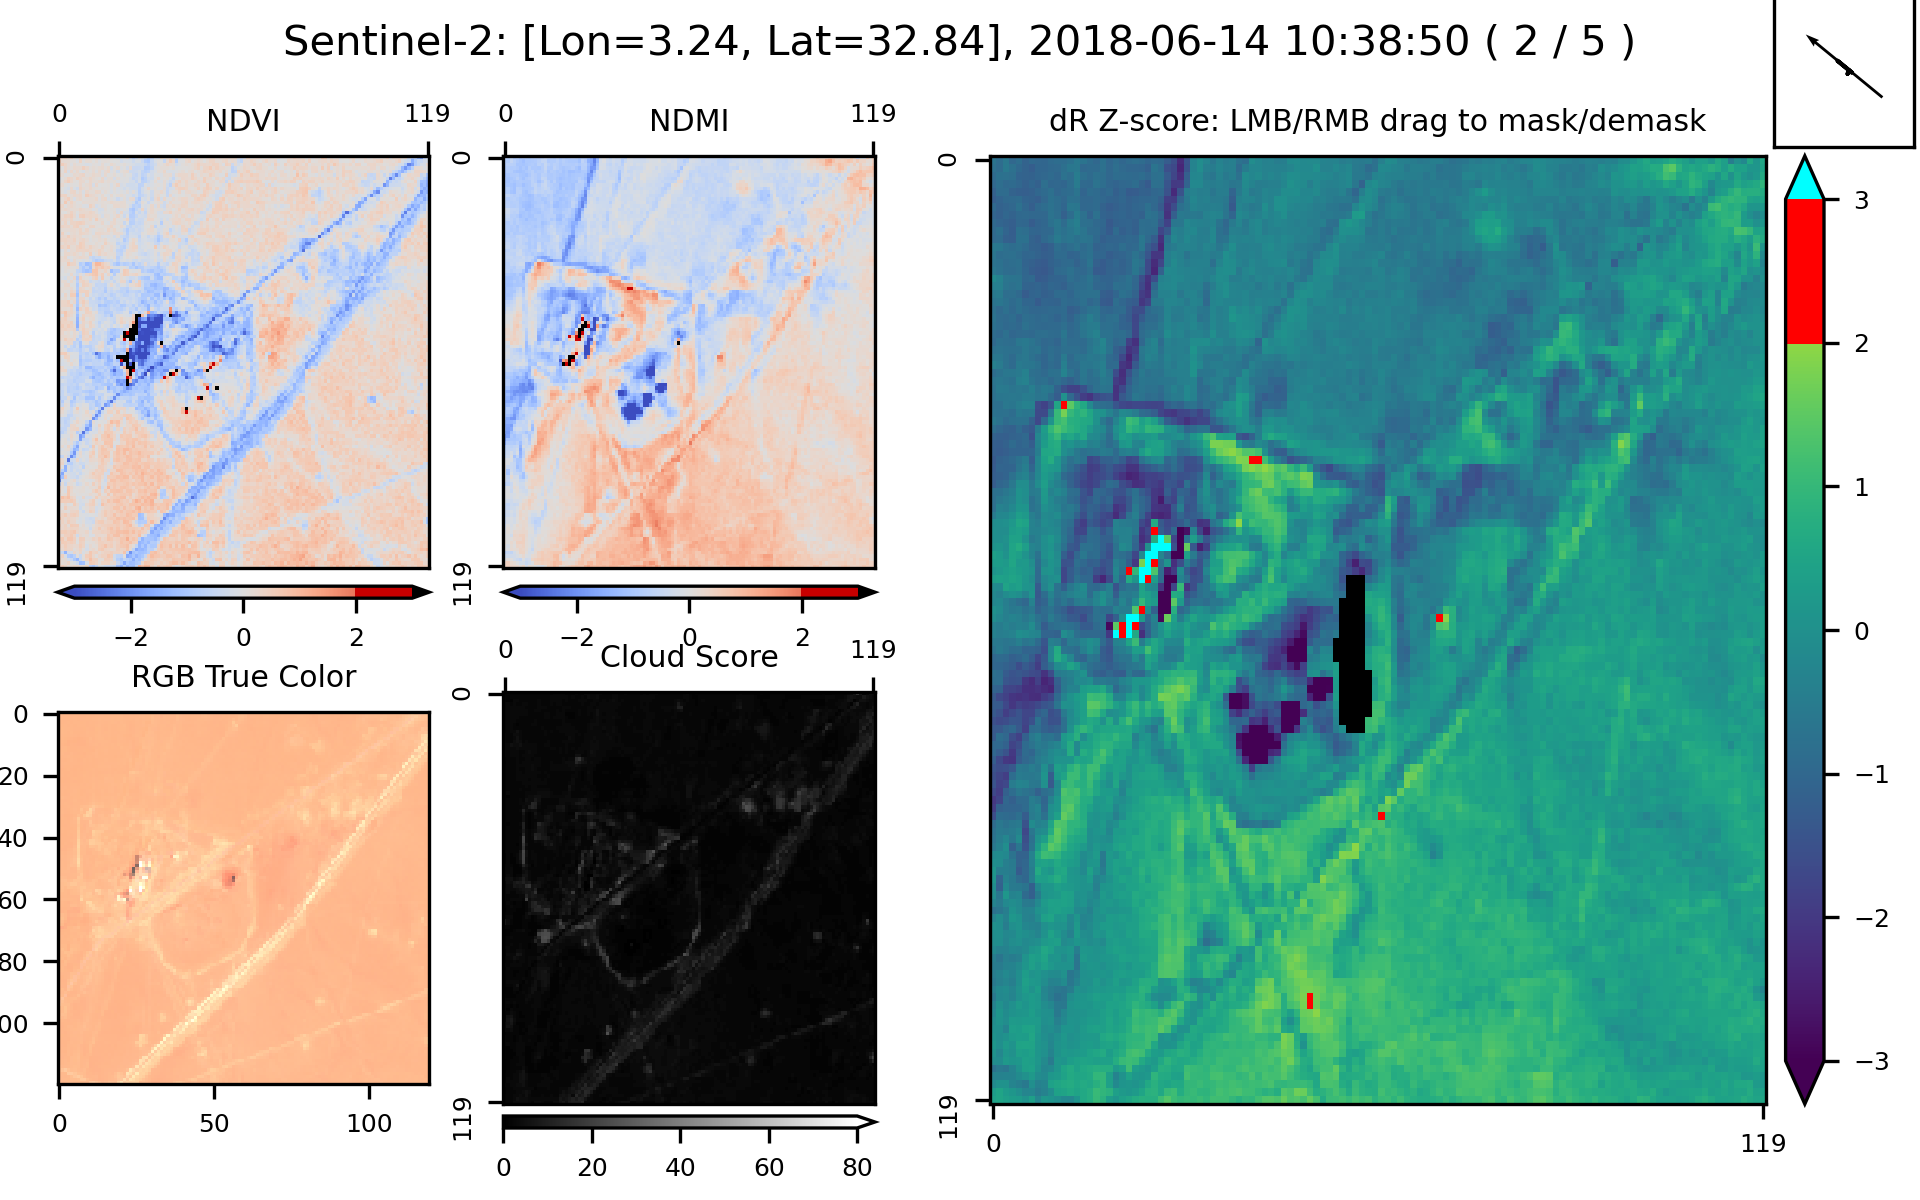 Sentinel-2: [Lon=3.24, Lat=32.84], 2018-06-14 10:38:50 ( 2 / 5 )
0 NDVI 119
0 NDMI 119
dR Z-score: LMB/RMB drag to mask/demask
0
0
0
3
2
1
0
−1
−2
−3
119
119
−2 0 2
−2 0 2
0 Cloud Score 119
RGB True Color
0
20
40
60
80
00
0
119
119
0 50 100
0 20 40 60 80
0 119